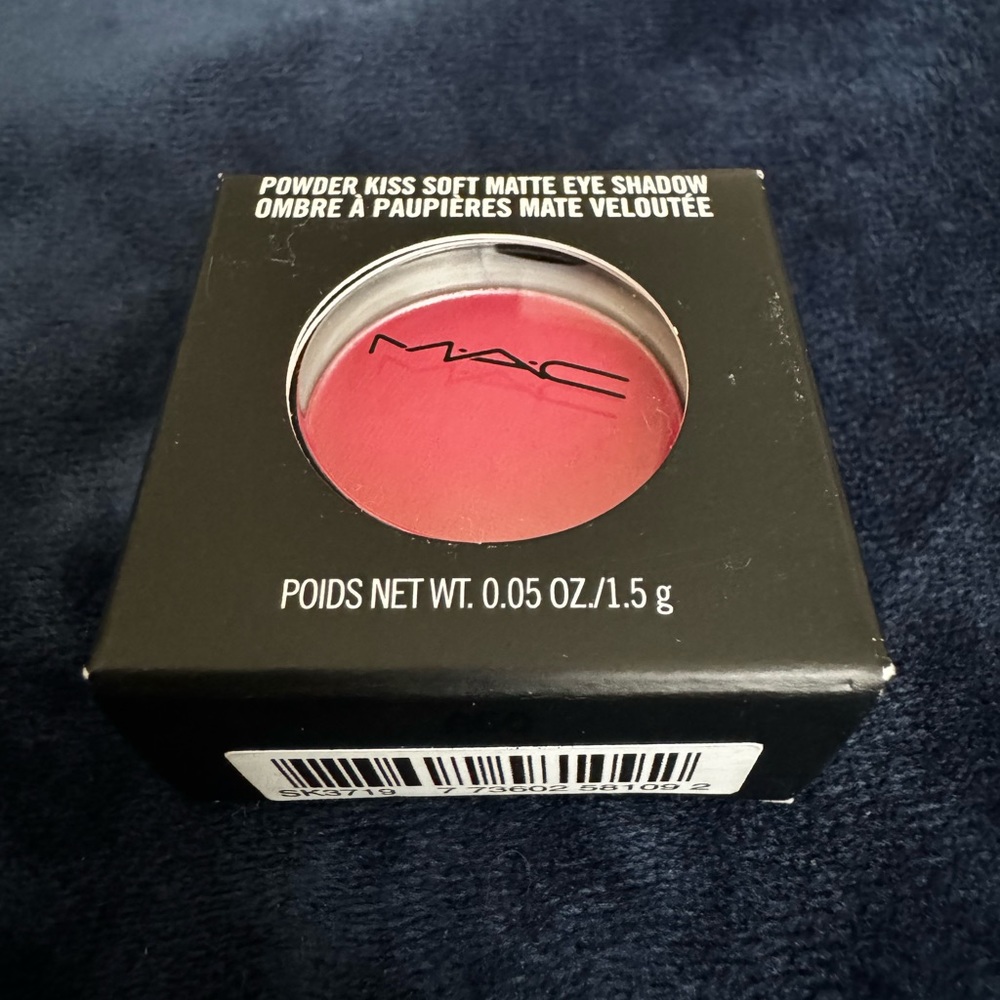 POWDER KISS SOFT MATTE EYE SHADOW
OMBRE À PAUPIÈRES MATE VELOUTÉE
M·A·C
POIDS NET WT. 0.05 OZ./1.5 g
SK3719 7 73602 58109 2